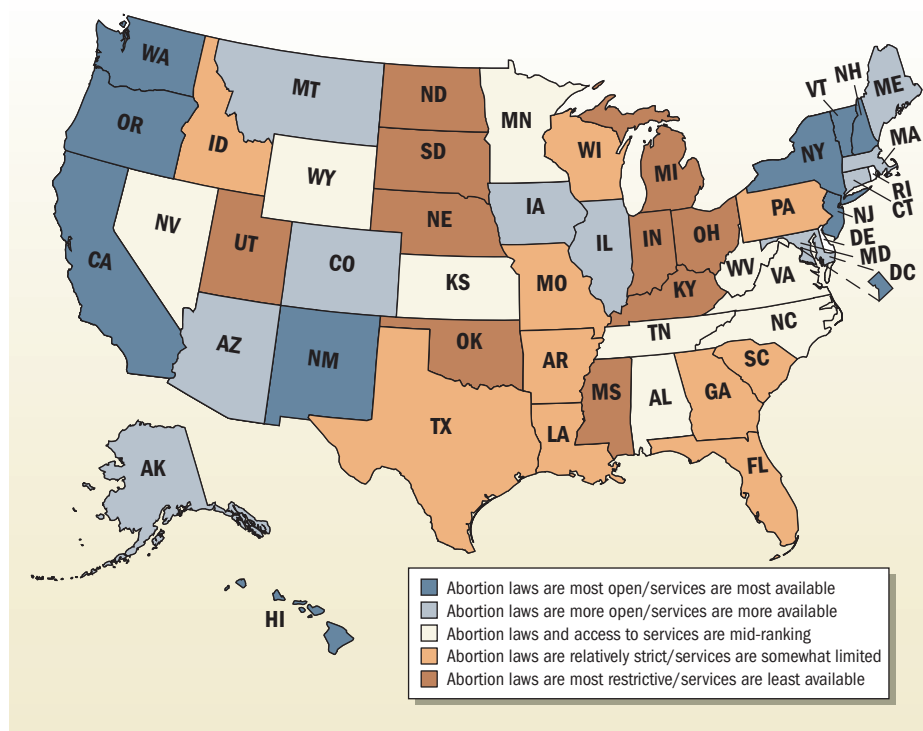 WA
OR
CA
NV
ID
MT
WY
UT
AZ
CO
NM
ND
SD
NE
KS
OK
TX
MN
IA
MO
AR
LA
WI
IL
MS
MI
IN
OH
KY
TN
AL
GA
FL
SC
NC
VA
WV
PA
NY
VT
NH
ME
MA
RI
CT
NJ
DE
MD
DC
AK
HI
Abortion laws are most open/services are most available
Abortion laws are more open/services are more available
Abortion laws and access to services are mid-ranking
Abortion laws are relatively strict/services are somewhat limited
Abortion laws are most restrictive/services are least available